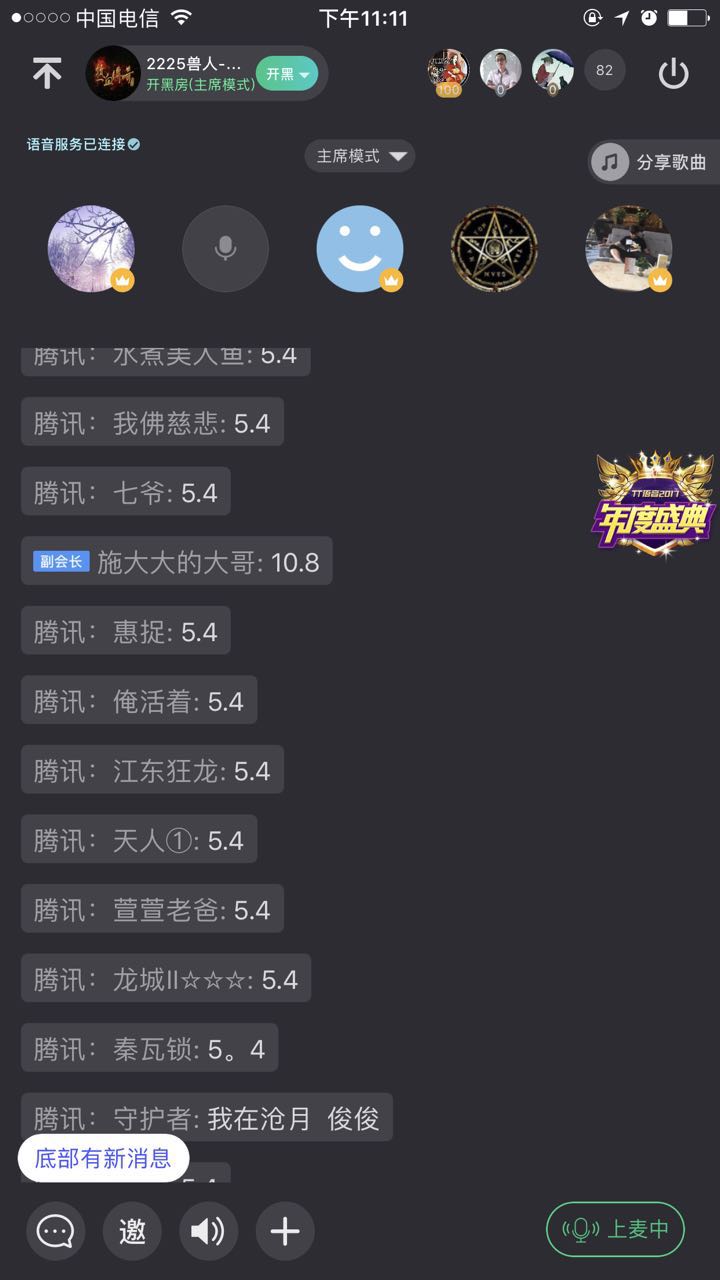 中国电信
下午11:11
2225兽人-...
开黑房(主席模式)
开黑
100
0
0
82
语音服务已连接
主席模式
分享歌曲
腾讯： 水煮美人鱼: 5.4
腾讯： 我佛慈悲: 5.4
腾讯： 七爷: 5.4
TT语音2017
年度盛典
副会长 施大大的大哥: 10.8
腾讯： 惠捉: 5.4
腾讯： 俺活着: 5.4
腾讯： 江东狂龙: 5.4
腾讯： 天人①: 5.4
腾讯： 萱萱老爸: 5.4
腾讯： 龙城II☆☆☆: 5.4
腾讯： 秦瓦锁: 5。4
腾讯： 守护者: 我在沧月 俊俊
底部有新消息
邀
上麦中